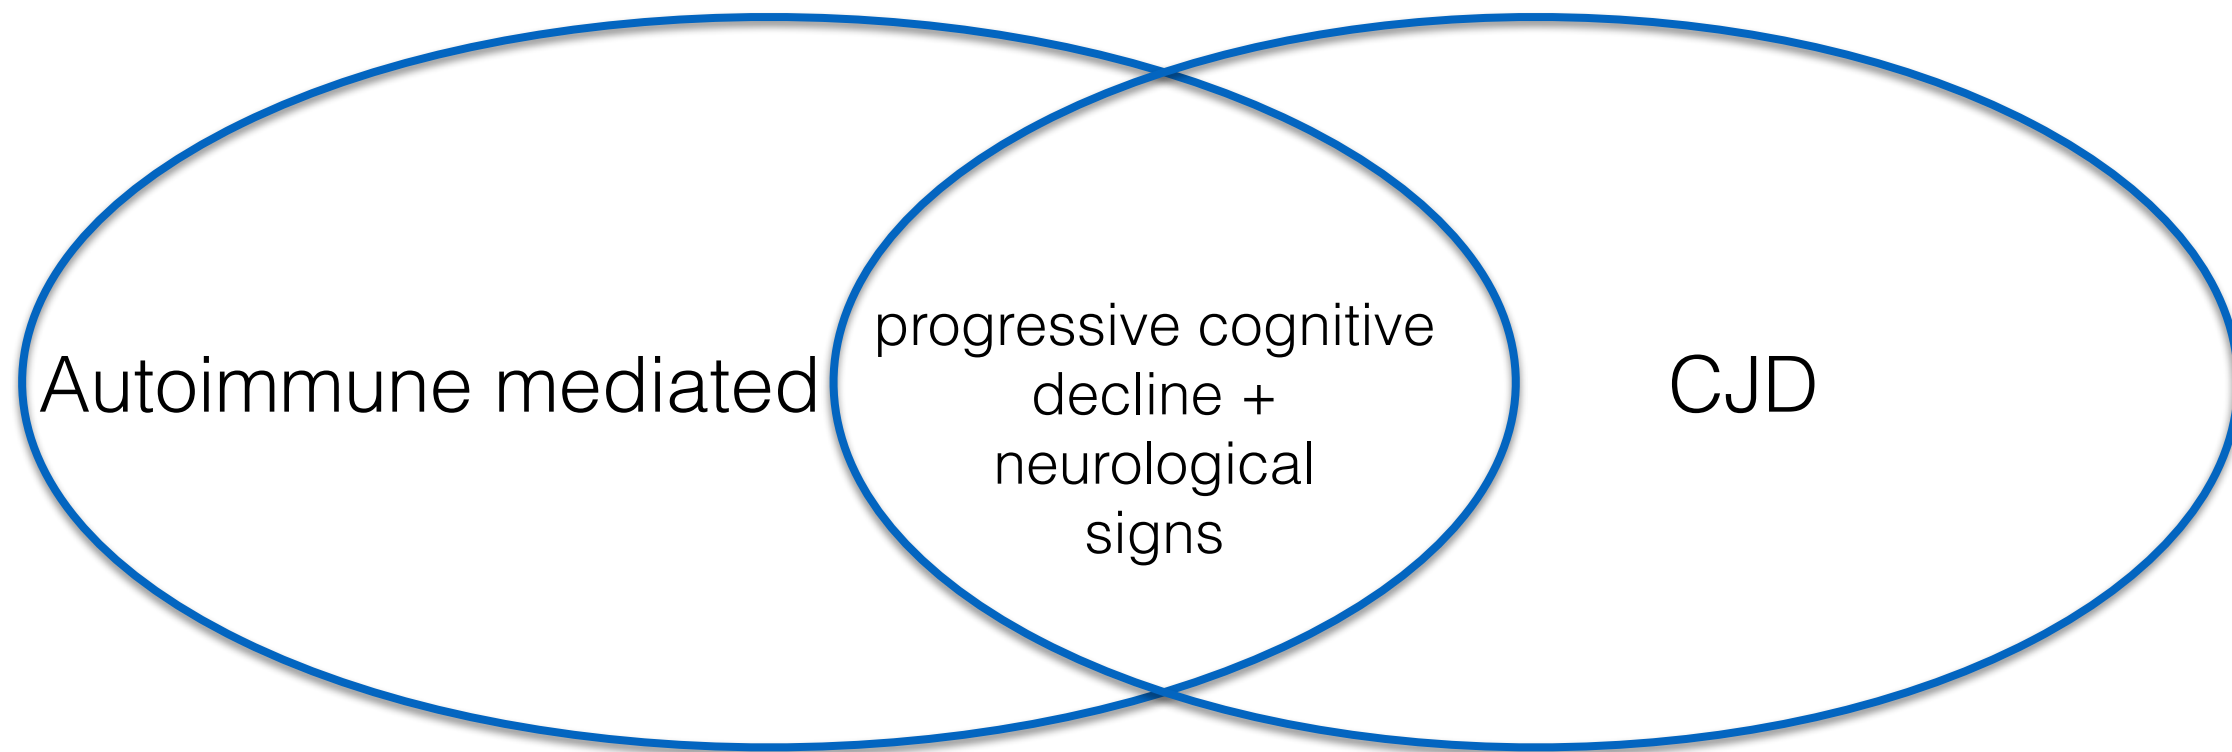 Autoimmune mediated
progressive cognitive
decline +
neurological
signs
CJD